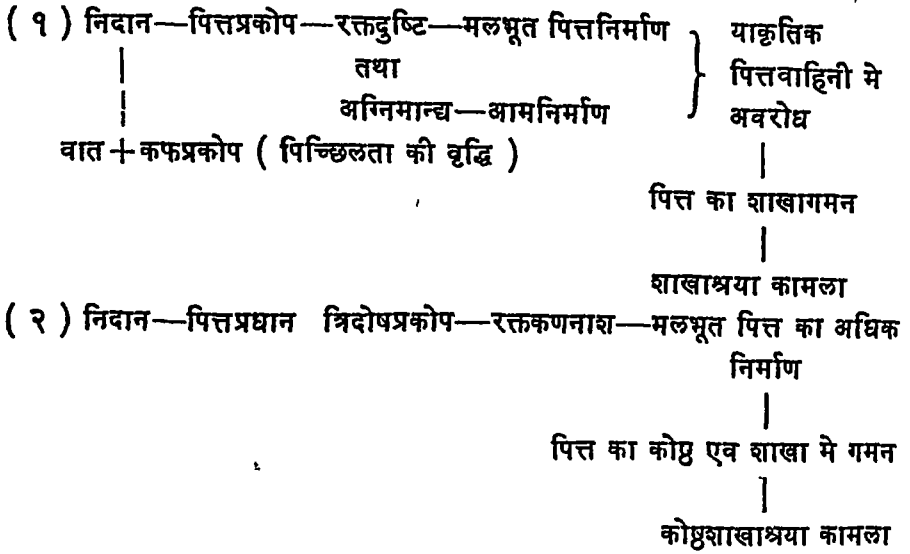 ( १ ) निदान—पित्तप्रकोप—रक्तदुष्टि—मलभूत पित्तनिर्माण } याकृतिक
तथा पित्तवाहिनी मे
अग्निमान्द्य—आमनिर्माण अवरोध
वात + कफप्रकोप ( पिच्छिलता की वृद्धि )
पित्त का शाखागमन
शाखाश्रया कामला
( २ ) निदान—पित्तप्रधान त्रिदोषप्रकोप—रक्तकणनाश—मलभूत पित्त का अधिक
निर्माण
पित्त का कोष्ठ एव शाखा मे गमन
कोष्ठशाखाश्रया कामला